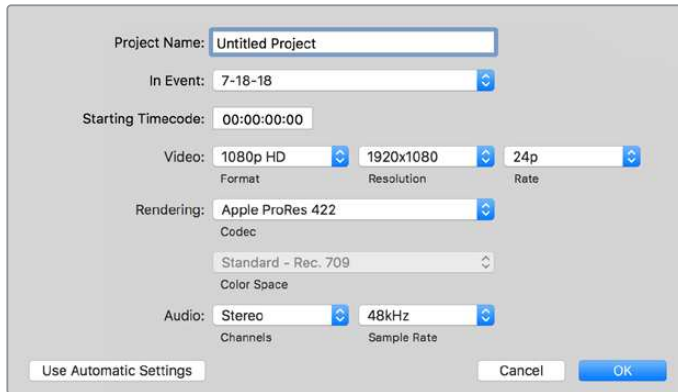 Project Name: Untitled Project
In Event: 7-18-18
Starting Timecode: 00:00:00:00
Video: 1080p HD 1920x1080 24p
Format Resolution Rate
Rendering: Apple ProRes 422
Codec
Standard - Rec. 709
Color Space
Audio: Stereo 48kHz
Channels Sample Rate
Use Automatic Settings Cancel OK